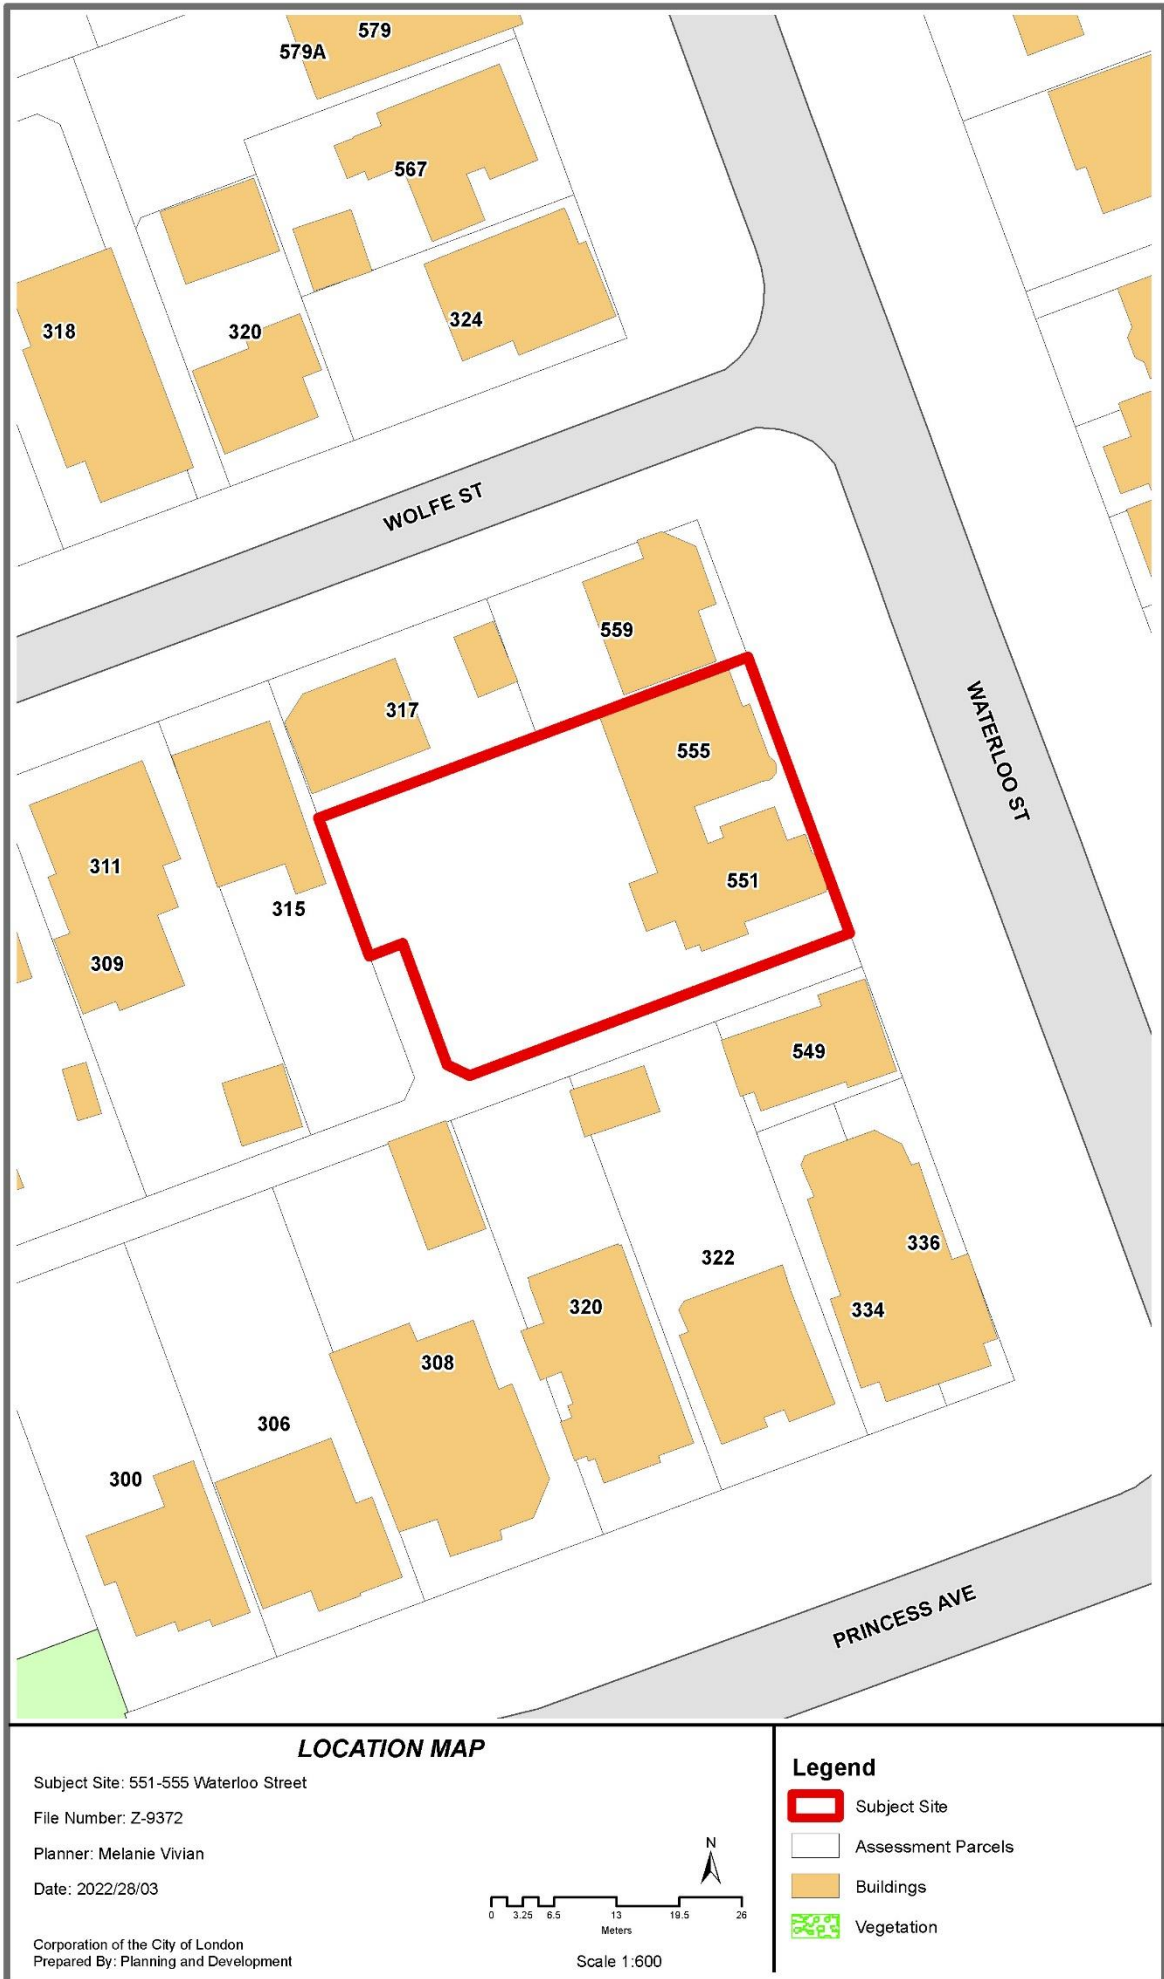 579
579A
567
318
320
324
WOLFE ST
559
317
555
WATERLOO ST
311
551
315
309
549
336
322
320
334
308
306
300
PRINCESS AVE
LOCATION MAP
Subject Site: 551-555 Waterloo Street
File Number: Z-9372
Planner: Melanie Vivian
Date: 2022/28/03
Corporation of the City of London
Prepared By: Planning and Development
N
0 3.25 6.5 13 19.5 26
Meters
Scale 1:600
Legend
Subject Site
Assessment Parcels
Buildings
Vegetation